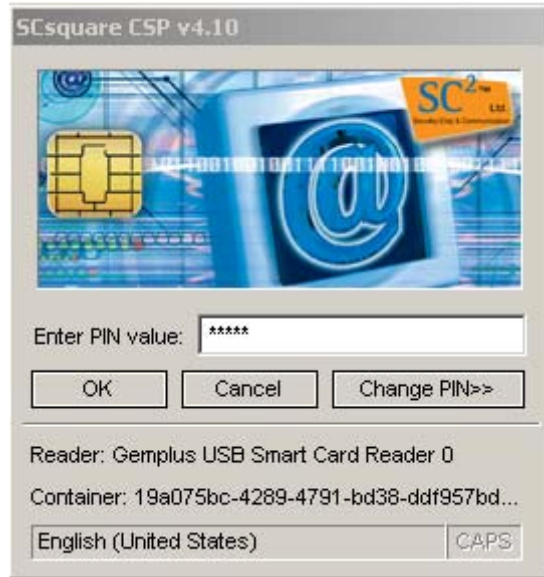 SCsquare CSP v4.10
@
SC²™
Ltd.
@
Enter PIN value: *****
OK Cancel Change PIN>>
Reader: Gemplus USB Smart Card Reader 0
Container: 19a075bc-4289-4791-bd38-ddf957bd...
English (United States) CAPS